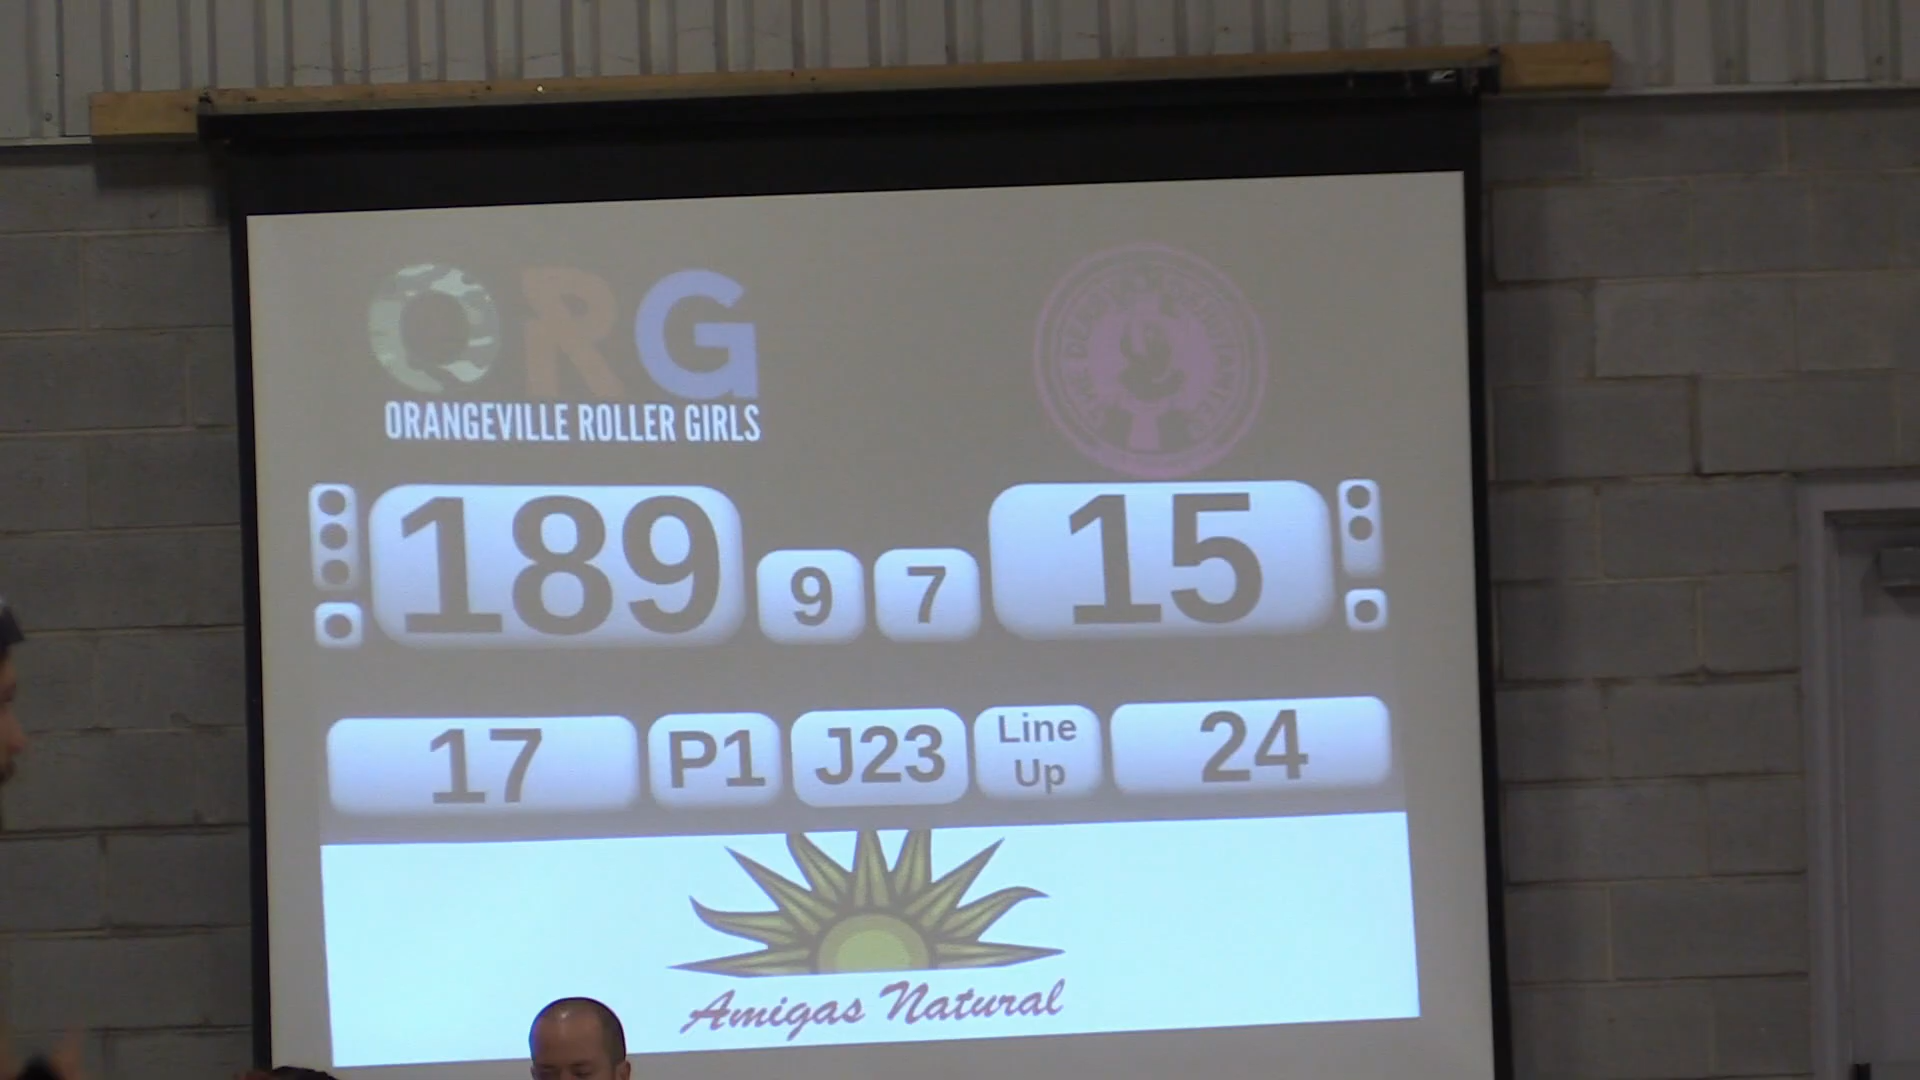 ORG
ORANGEVILLE ROLLER GIRLS
189 9 7 15
17 P1 J23 Line Up 24
Amigas Natural